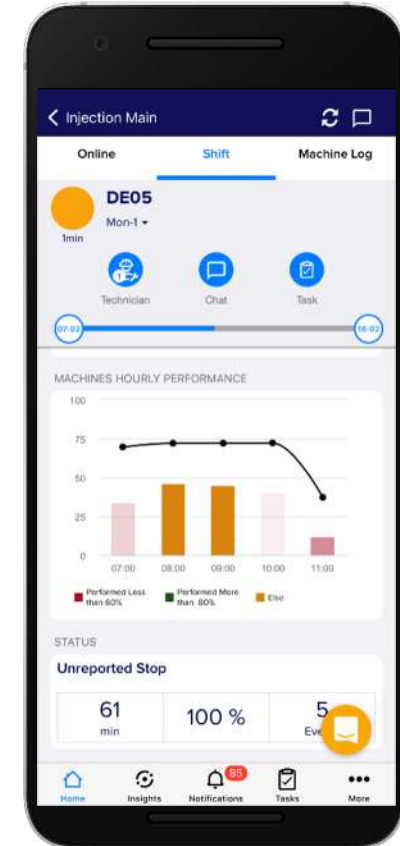 Injection Main
Online Shift Machine Log
DE05
Mon-1
1min
1
Technician Chat Task
07:02 16:02
MACHINES HOURLY PERFORMANCE
100
75
50
25
0
07:00 08:00 09:00 10:00 11:00
Performed Less than 60% Performed More than 80% Else
STATUS
Unreported Stop
61 100 % 5
min Eve
85
Home Insights Notifications Tasks More